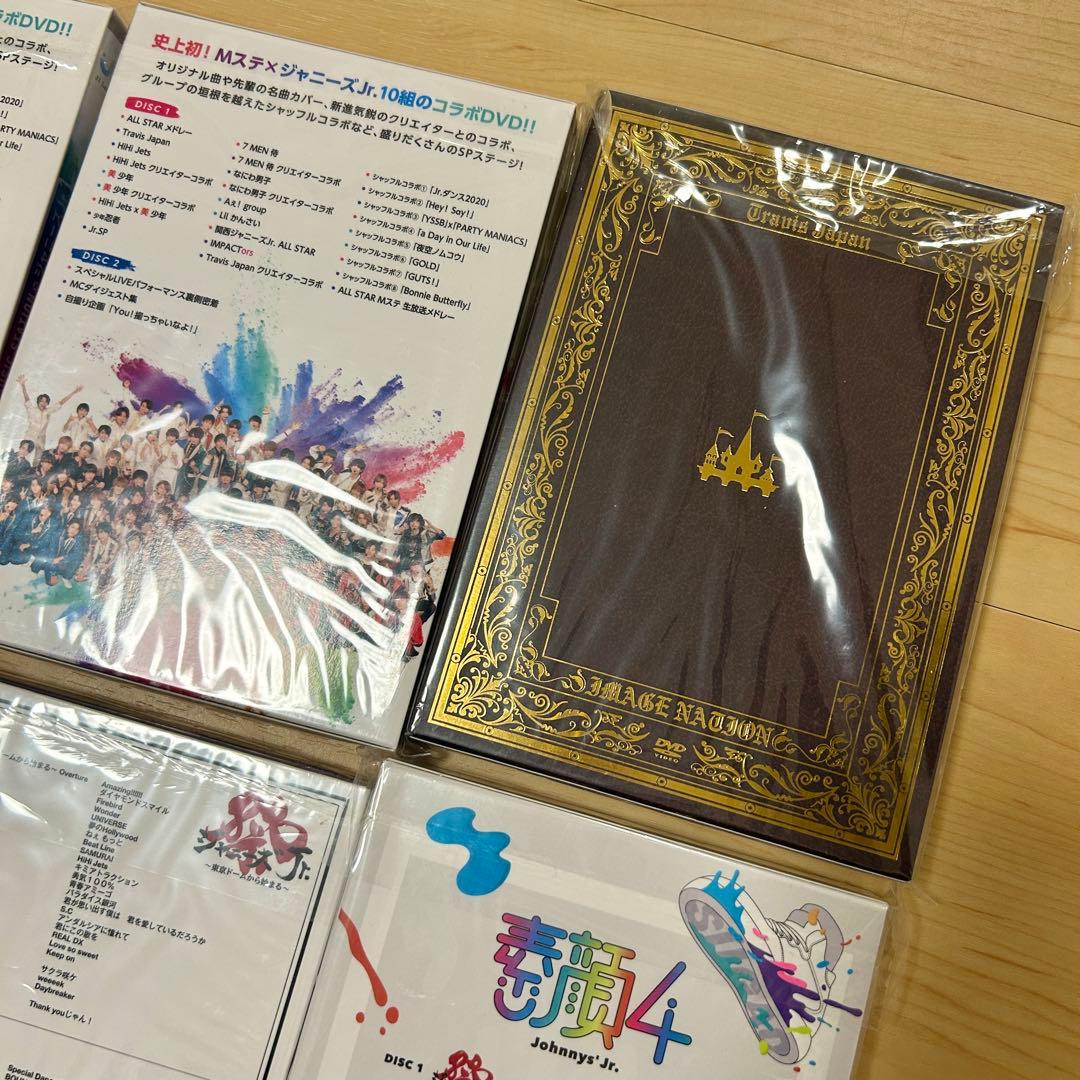 ボDVD!!
とのコラボ、
SPステージ!
2020」
!」
PARTY MANIACS」
ur Life」
史上初! Mステ×ジャニーズJr.10組のコラボDVD!!
オリジナル曲や先輩の名曲カバー、新進気鋭のクリエイターとのコラボ、
グループの垣根を越えたシャッフルコラボなど、盛りだくさんのSPステージ!
DISC 1
• ALL STAR メドレー
• Travis Japan
• HiHi Jets
• HiHi Jets クリエイターコラボ
• 美 少年
• 美 少年 クリエイターコラボ
• HiHi Jets x 美 少年
• 少年忍者
• Jr.SP
• 7 MEN 侍
• 7 MEN 侍 クリエイターコラボ
• なにわ男子
• なにわ男子 クリエイターコラボ
• Aぇ! group
• Lil かんさい
• 関西ジャニーズJr. ALL STAR
• IMPACTors
• Travis Japan クリエイターコラボ
• シャッフルコラボ①「Jr.ダンス2020」
• シャッフルコラボ②「Hey! Say!」
• シャッフルコラボ③「YSSB」x「PARTY MANIACS」
• シャッフルコラボ④「a Day in Our Life」
• シャッフルコラボ⑤「夜空ノムコウ」
• シャッフルコラボ⑥「GOLD」
• シャッフルコラボ⑦「GUTS!」
• シャッフルコラボ⑧「Bonnie Butterfly」
• ALL STAR Mステ 生放送メドレー
DISC 2
• スペシャルLIVEパフォーマンス裏側密着
• MCダイジェスト集
• 自撮り企画「You!撮っちゃいなよ!」
Travis Japan
IMAGE NATION
DVD
VIDEO
ームから始まる~ Overture
Amazing!!!!!!
ダイヤモンドスマイル
Firebird
Wonder
UNIVERSE
夢のHollywood
ねぇ もっと
Beat Line
SAMURAI
HiHi Jets
キミアトラクション
勇気100%
青春アミーゴ
パラダイス銀河
君が思い出す僕は 君を愛しているだろうか
S.C
アンダルシアに憧れて
君にこの歌を
REAL DX
Love so sweet
Keep on
サクラ咲ケ
weeeek
Daybreaker
Thank youじゃん!
ジャニーズJr.
~東京ドームから始まる~
Special Dan
素顔4
Johnnys' Jr.
DISC 1